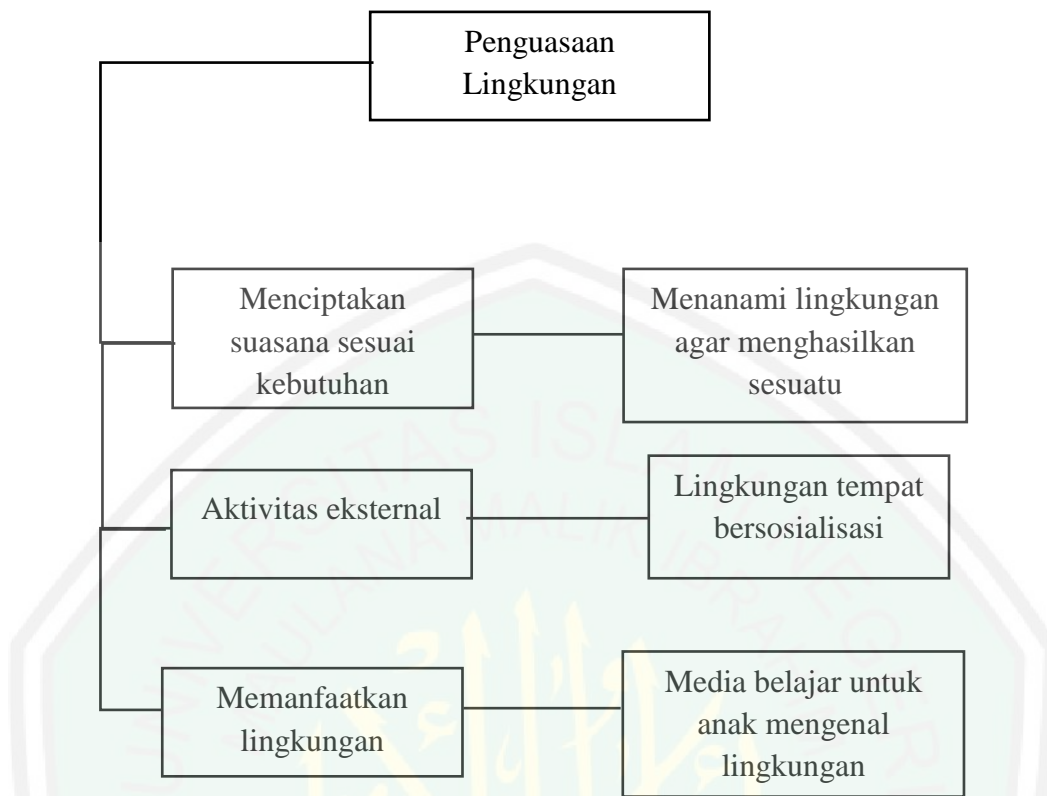 Penguasaan
Lingkungan
Menciptakan
suasana sesuai
kebutuhan
Menanami lingkungan
agar menghasilkan
sesuatu
Aktivitas eksternal
Lingkungan tempat
bersosialisasi
Memanfaatkan
lingkungan
Media belajar untuk
anak mengenal
lingkungan